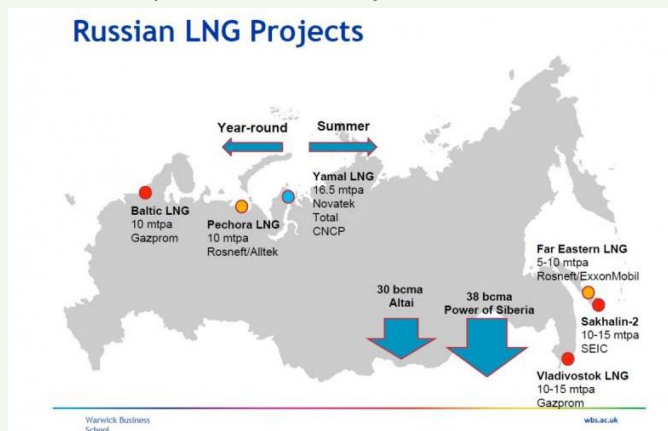 Russian LNG Projects
Year-round
Summer
Yamal LNG
16.5 mtpa
Novatek
Total
CNCP
Baltic LNG
10 mtpa
Gazprom
Pechora LNG
10 mtpa
Rosneft/Alltek
Far Eastern LNG
5-10 mtpa
Rosneft/ExxonMobil
30 bcma
Altai
38 bcma
Power of Siberia
Sakhalin-2
10-15 mtpa
SEIC
Vladivostok LNG
10-15 mtpa
Gazprom
Warwick Business
School
wbs.ac.uk